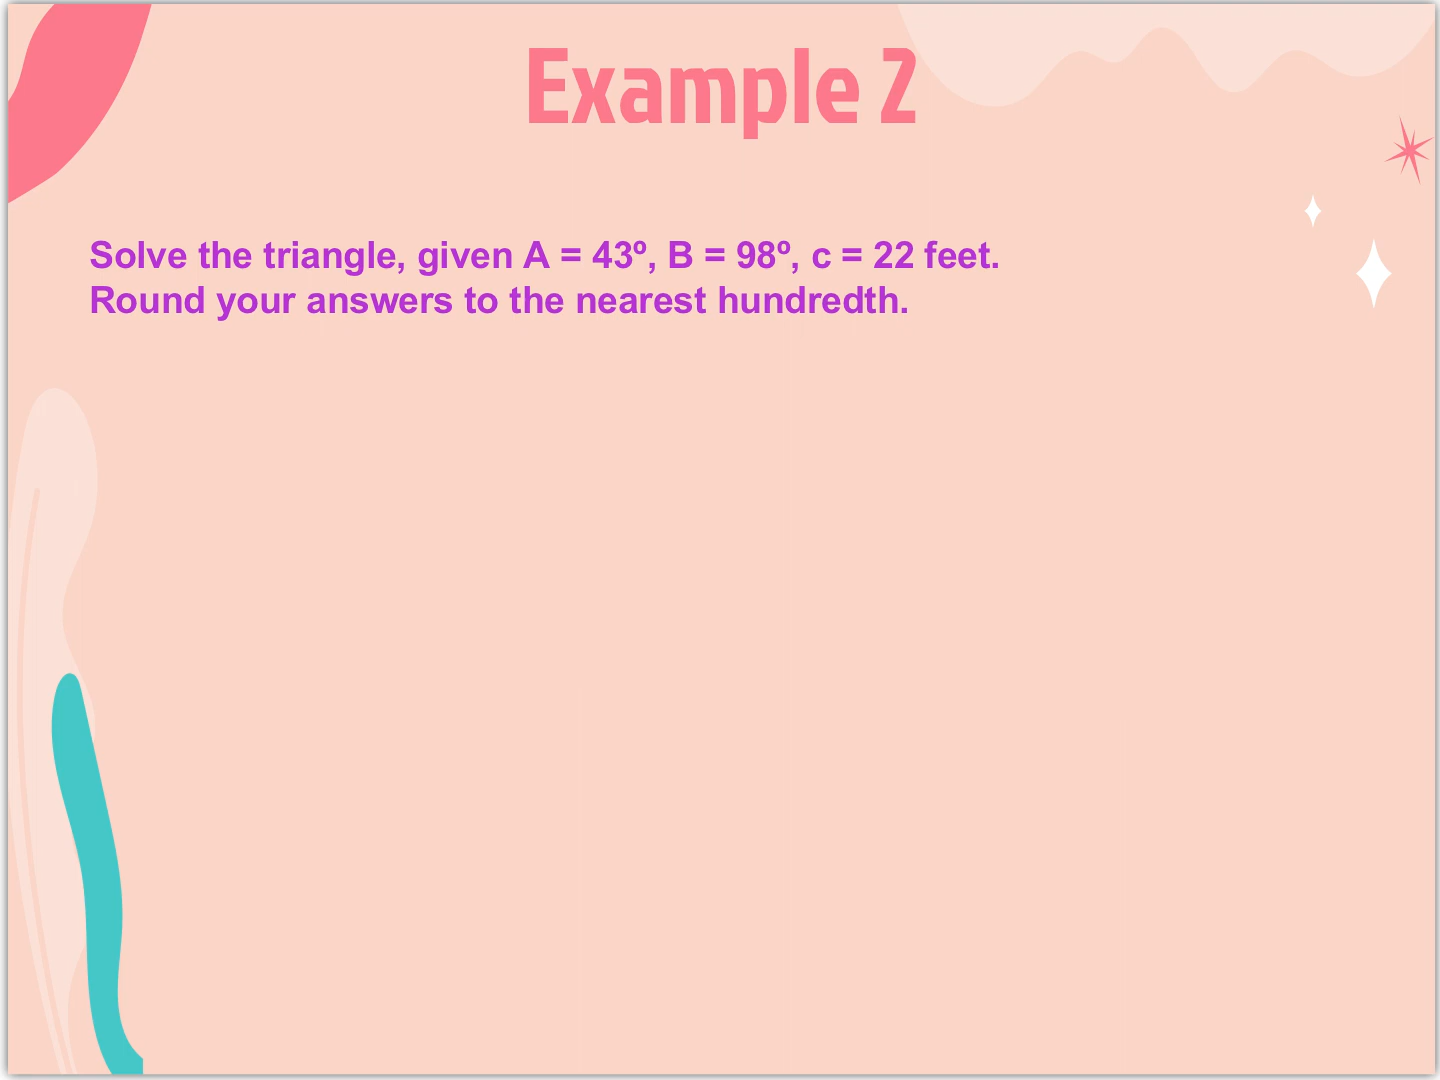 Example 2
Solve the triangle, given A = 43º, B = 98º, c = 22 feet.
Round your answers to the nearest hundredth.